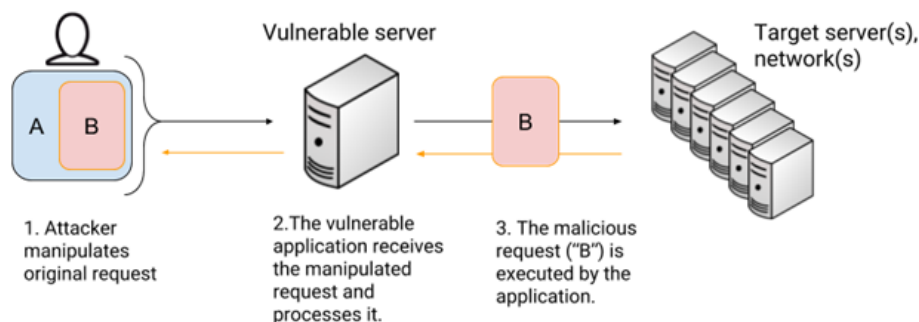 Vulnerable server
Target server(s),
network(s)
A
B
B
1. Attacker
manipulates
original request
2.The vulnerable
application receives
the manipulated
request and
processes it.
3. The malicious
request (“B”) is
executed by the
application.